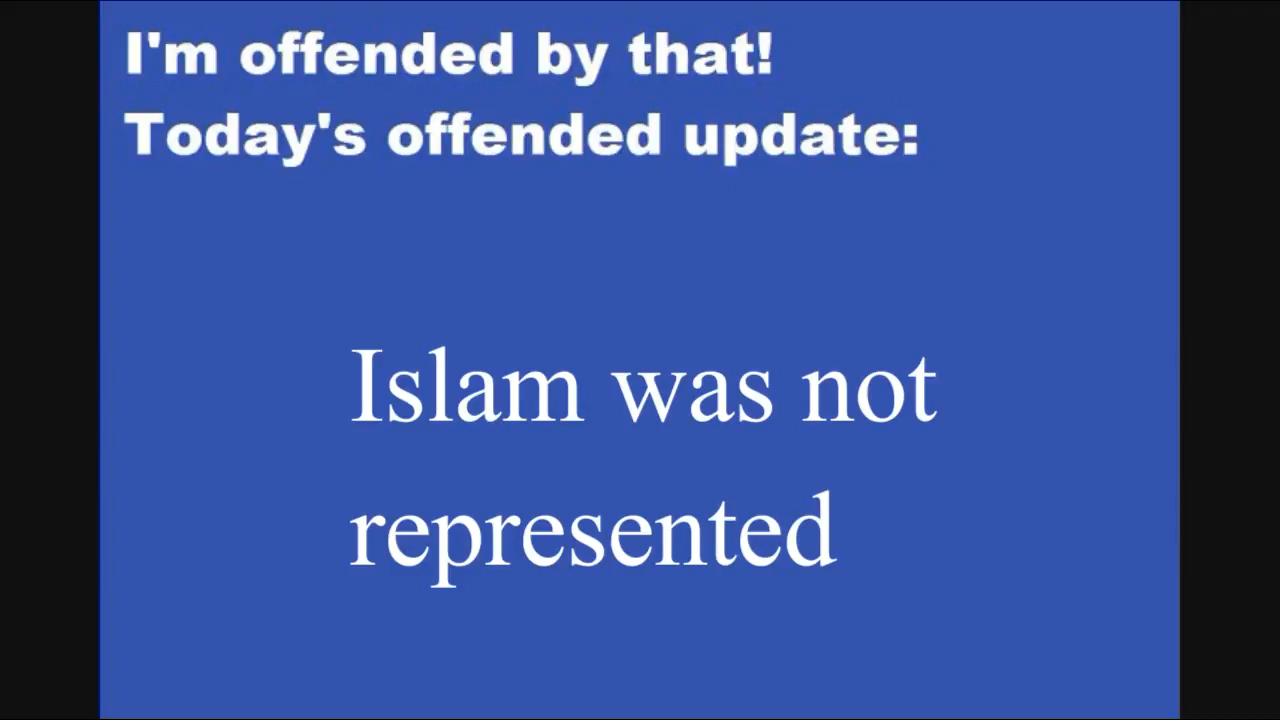 I'm offended by that!
Today's offended update:
Islam was not
represented